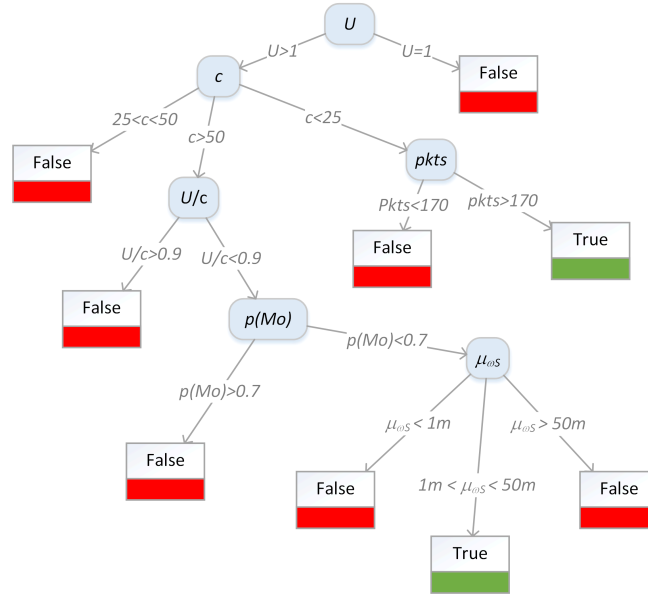 U
U>1
U=1
False
c
25<c<50
c>50
c<25
False
pkts
U/c
Pkts<170
pkts>170
False
True
U/c>0.9
U/c<0.9
False
p(Mo)
p(Mo)<0.7
μωS
p(Mo)>0.7
μωS < 1m
μωS > 50m
False
1m < μωS < 50m
False
False
True